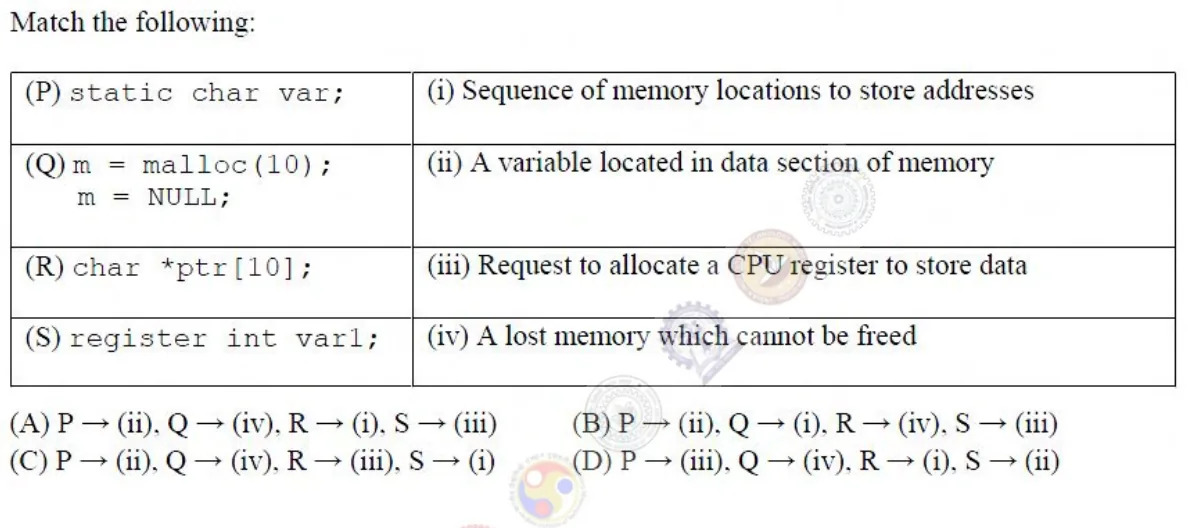 Match the following:
(P) static char var;
(i) Sequence of memory locations to store addresses
(Q) m = malloc(10);
m = NULL;
(ii) A variable located in data section of memory
(R) char *ptr[10];
(iii) Request to allocate a CPU register to store data
(S) register int var1;
(iv) A lost memory which cannot be freed
(A) P → (ii), Q → (iv), R → (i), S → (iii)
(B) P → (ii), Q → (i), R → (iv), S → (iii)
(C) P → (ii), Q → (iv), R → (iii), S → (i)
(D) P → (iii), Q → (iv), R → (i), S → (ii)